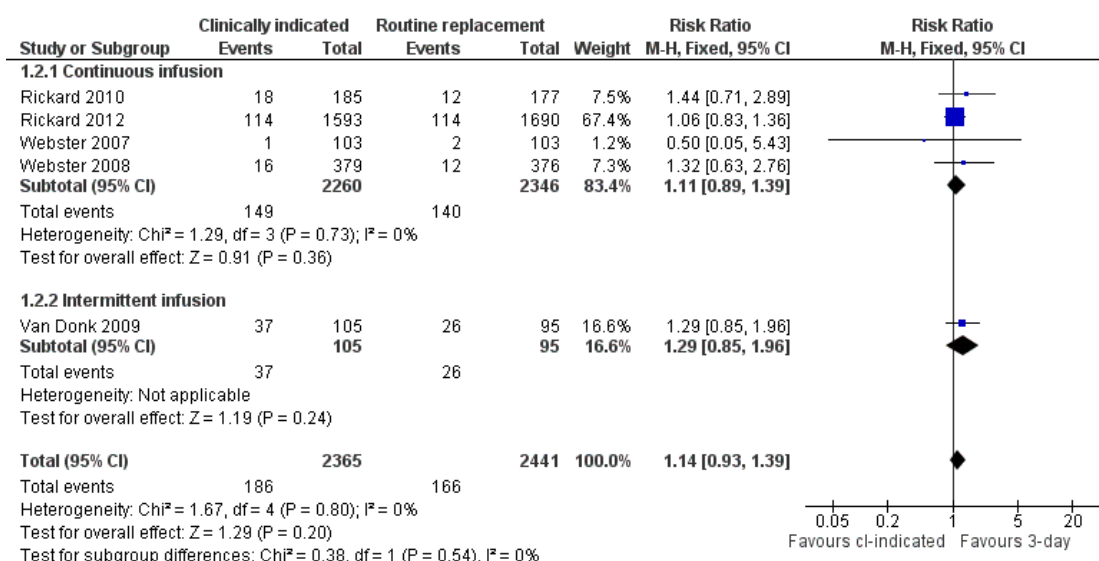 Clinically indicated Routine replacement Risk Ratio Risk Ratio
Study or Subgroup Events Total Events Total Weight M-H, Fixed, 95% CI M-H, Fixed, 95% CI
1.2.1 Continuous infusion
Rickard 2010 18 185 12 177 7.5% 1.44 [0.71, 2.89]
Rickard 2012 114 1593 114 1690 67.4% 1.06 [0.83, 1.36]
Webster 2007 1 103 2 103 1.2% 0.50 [0.05, 5.43]
Webster 2008 16 379 12 376 7.3% 1.32 [0.63, 2.76]
Subtotal (95% CI) 2260 2346 83.4% 1.11 [0.89, 1.39]
Total events 149 140
Heterogeneity: Chi² = 1.29, df = 3 (P = 0.73); I² = 0%
Test for overall effect: Z = 0.91 (P = 0.36)
1.2.2 Intermittent infusion
Van Donk 2009 37 105 26 95 16.6% 1.29 [0.85, 1.96]
Subtotal (95% CI) 105 95 16.6% 1.29 [0.85, 1.96]
Total events 37 26
Heterogeneity: Not applicable
Test for overall effect: Z = 1.19 (P = 0.24)
Total (95% CI) 2365 2441 100.0% 1.14 [0.93, 1.39]
Total events 186 166
Heterogeneity: Chi² = 1.67, df = 4 (P = 0.80); I² = 0%
Test for overall effect: Z = 1.29 (P = 0.20)
Test for subgroup differences: Chi² = 0.38, df = 1 (P = 0.54), I² = 0%
0.05 0.2 1 5 20
Favours cl-indicated Favours 3-day